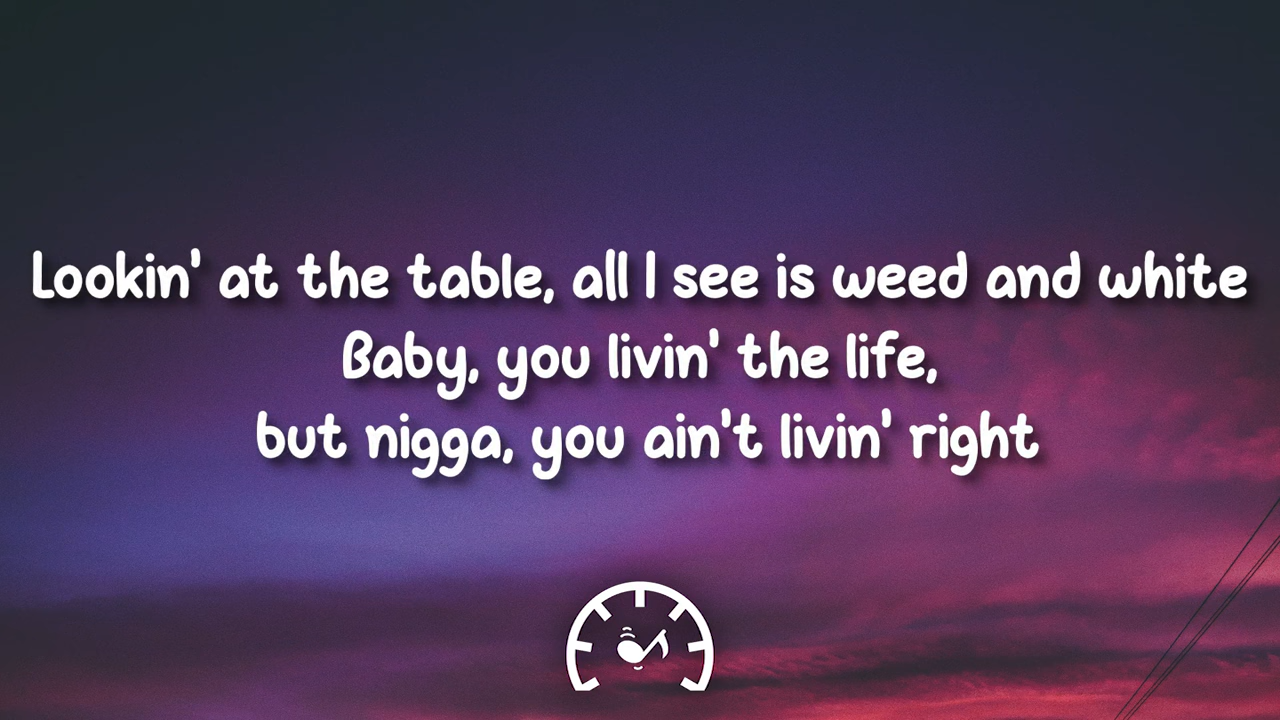 Lookin' at the table, all I see is weed and white
Baby, you livin' the life,
but nigga, you ain't livin' right